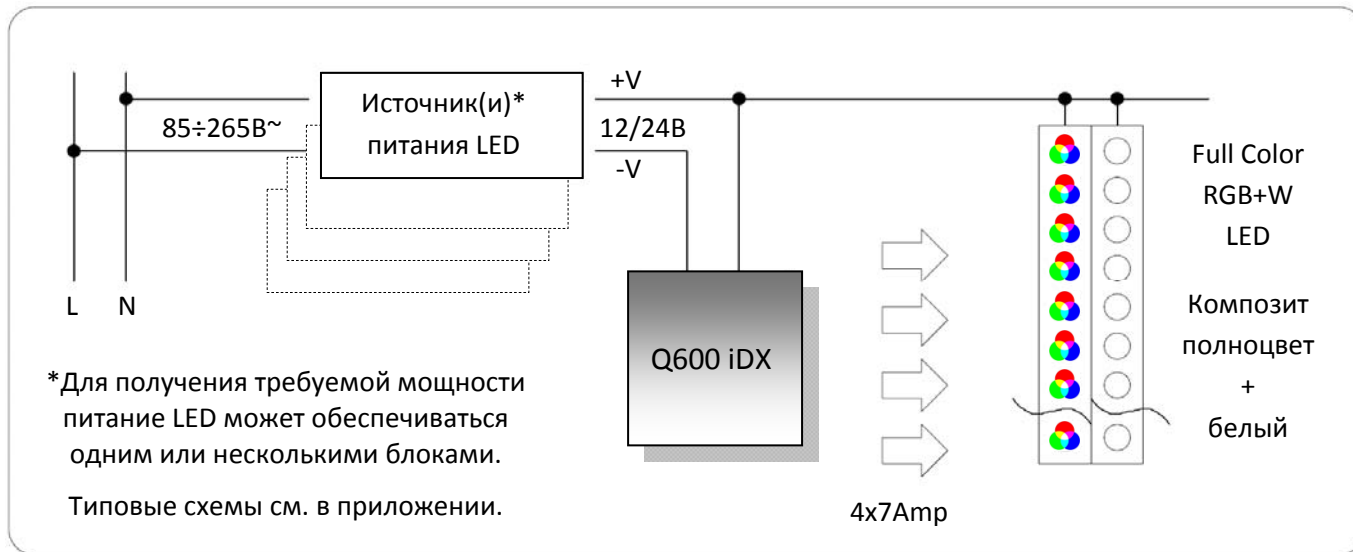 +V
Источник(и)*
питания LED
85÷265В~
12/24В
-V
Full Color
RGB+W
LED
L
N
Q600 iDX
Композит
полноцвет
+
белый
*Для получения требуемой мощности
питание LED может обеспечиваться
одним или несколькими блоками.
Типовые схемы см. в приложении.
4x7Amp